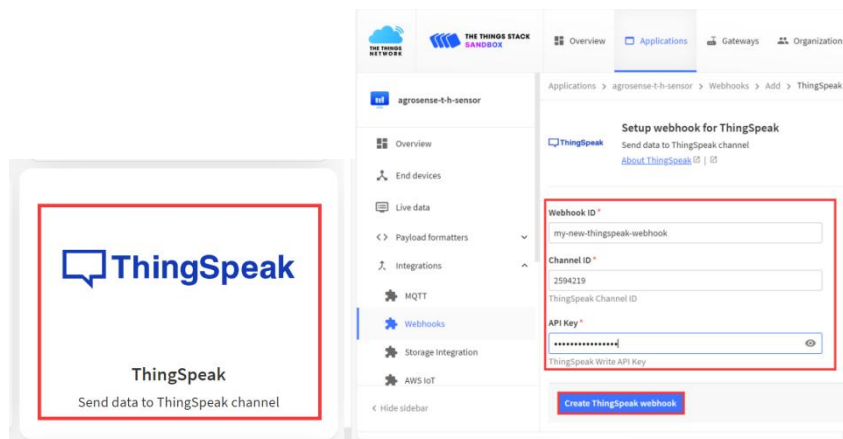 ThingSpeak
ThingSpeak
Send data to ThingSpeak channel
THE THINGS
NETWORK
THE THINGS STACK
SANDBOX
Overview
Applications
Gateways
Organization
agrosense-t-h-sensor
Overview
End devices
Live data
Payload formatters
Integrations
MQTT
Webhooks
Storage Integration
AWS IoT
< Hide sidebar
Applications > agrosense-t-h-sensor > Webhooks > Add > ThingSpeak
ThingSpeak
Setup webhook for ThingSpeak
Send data to ThingSpeak channel
About ThingSpeak |
Webhook ID *
my-new-thingspeak-webhook
Channel ID *
2594219
ThingSpeak Channel ID
API Key *
••••••••••••••••
ThingSpeak Write API Key
Create ThingSpeak webhook